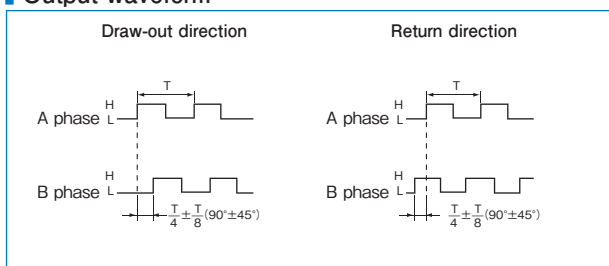 Output waveform
Draw-out direction
Return direction
T
A phase H L
B phase H L
T/4±T/8(90°±45°)
T
A phase H L
B phase H L
T/4±T/8(90°±45°)